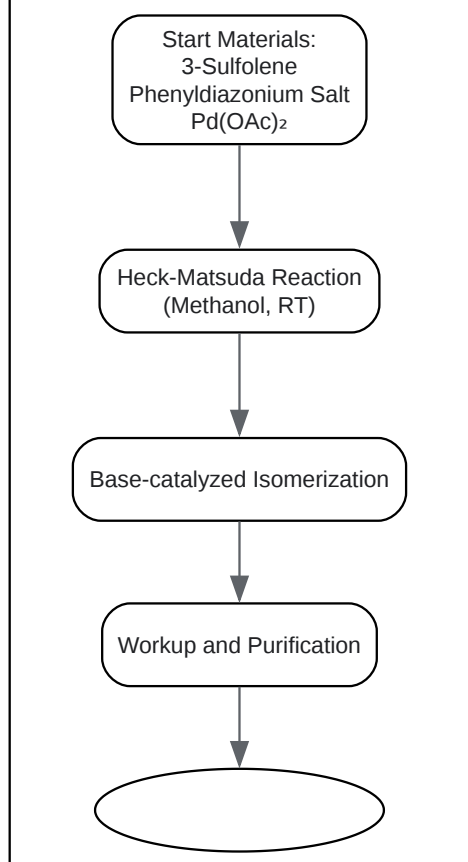 Start Materials:
3-Sulfolene
Phenyldiazonium Salt
Pd(OAc)₂
Heck-Matsuda Reaction
(Methanol, RT)
Base-catalyzed Isomerization
Workup and Purification